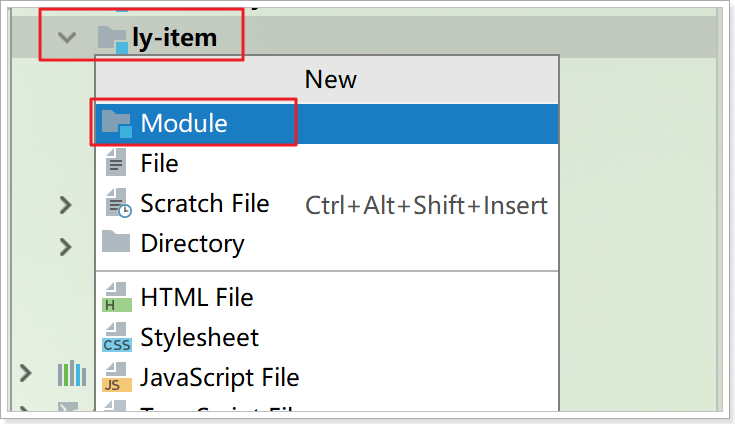 ly-item
New
Module
File
Scratch File Ctrl+Alt+Shift+Insert
Directory
H HTML File
CSS Stylesheet
JS JavaScript File